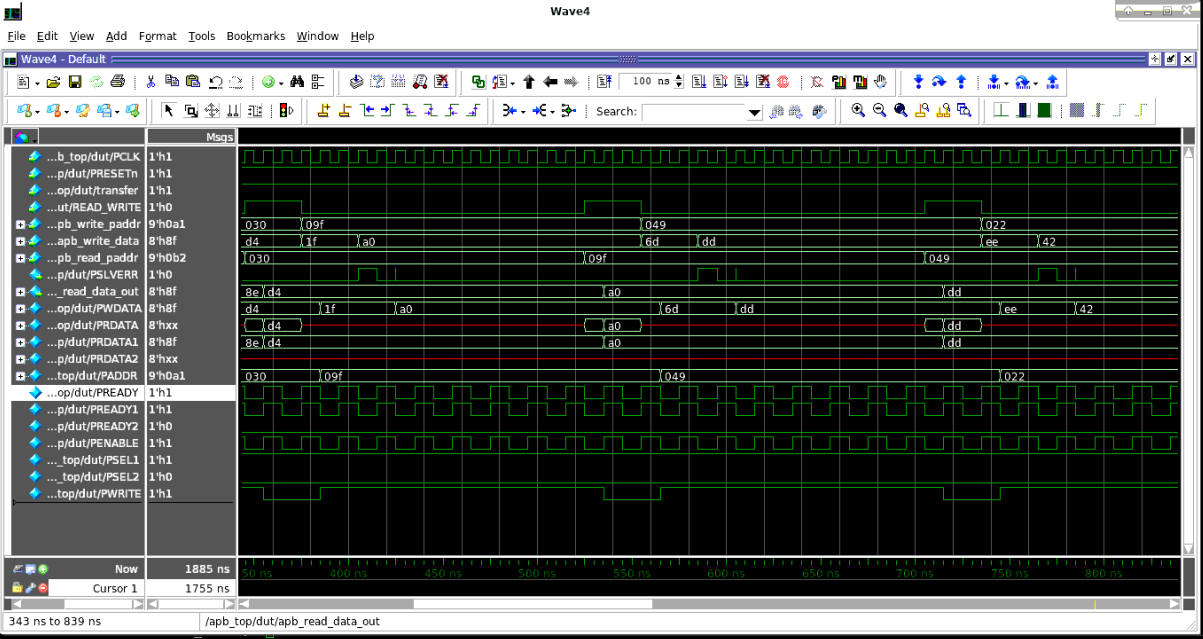 Wave4
File Edit View Add Format Tools Bookmarks Window Help
Wave4 - Default
100 ns
Search:
Msgs
...b_top/dut/PCLK 1'h1
...p/dut/PRESETn 1'h1
...op/dut/transfer 1'h1
...ut/READ_WRITE 1'h0
...pb_write_paddr 9'h0a1 030 09f 049 022
...apb_write_data 8'h8f d4 1f a0 6d dd ee 42
...pb_read_paddr 9'h0b2 030 09f 049
...p/dut/PSLVERR 1'h0
..._read_data_out 8'h8f 8e d4 a0 dd
...op/dut/PWDATA 8'h8f d4 1f a0 6d dd ee 42
...op/dut/PRDATA 8'hxx d4 a0 dd
...p/dut/PRDATA1 8'h8f 8e d4 a0 dd
...p/dut/PRDATA2 8'hxx
...top/dut/PADDR 9'h0a1 030 09f 049 022
...op/dut/PREADY 1'h1
...p/dut/PREADY1 1'h1
...p/dut/PREADY2 1'h0
...p/dut/PENABLE 1'h1
..._top/dut/PSEL1 1'h1
..._top/dut/PSEL2 1'h0
...top/dut/PWRITE 1'h1
Now 1885 ns 50 ns 400 ns 450 ns 500 ns 550 ns 600 ns 650 ns 700 ns 750 ns 800 ns
Cursor 1 1755 ns
343 ns to 839 ns /apb_top/dut/apb_read_data_out